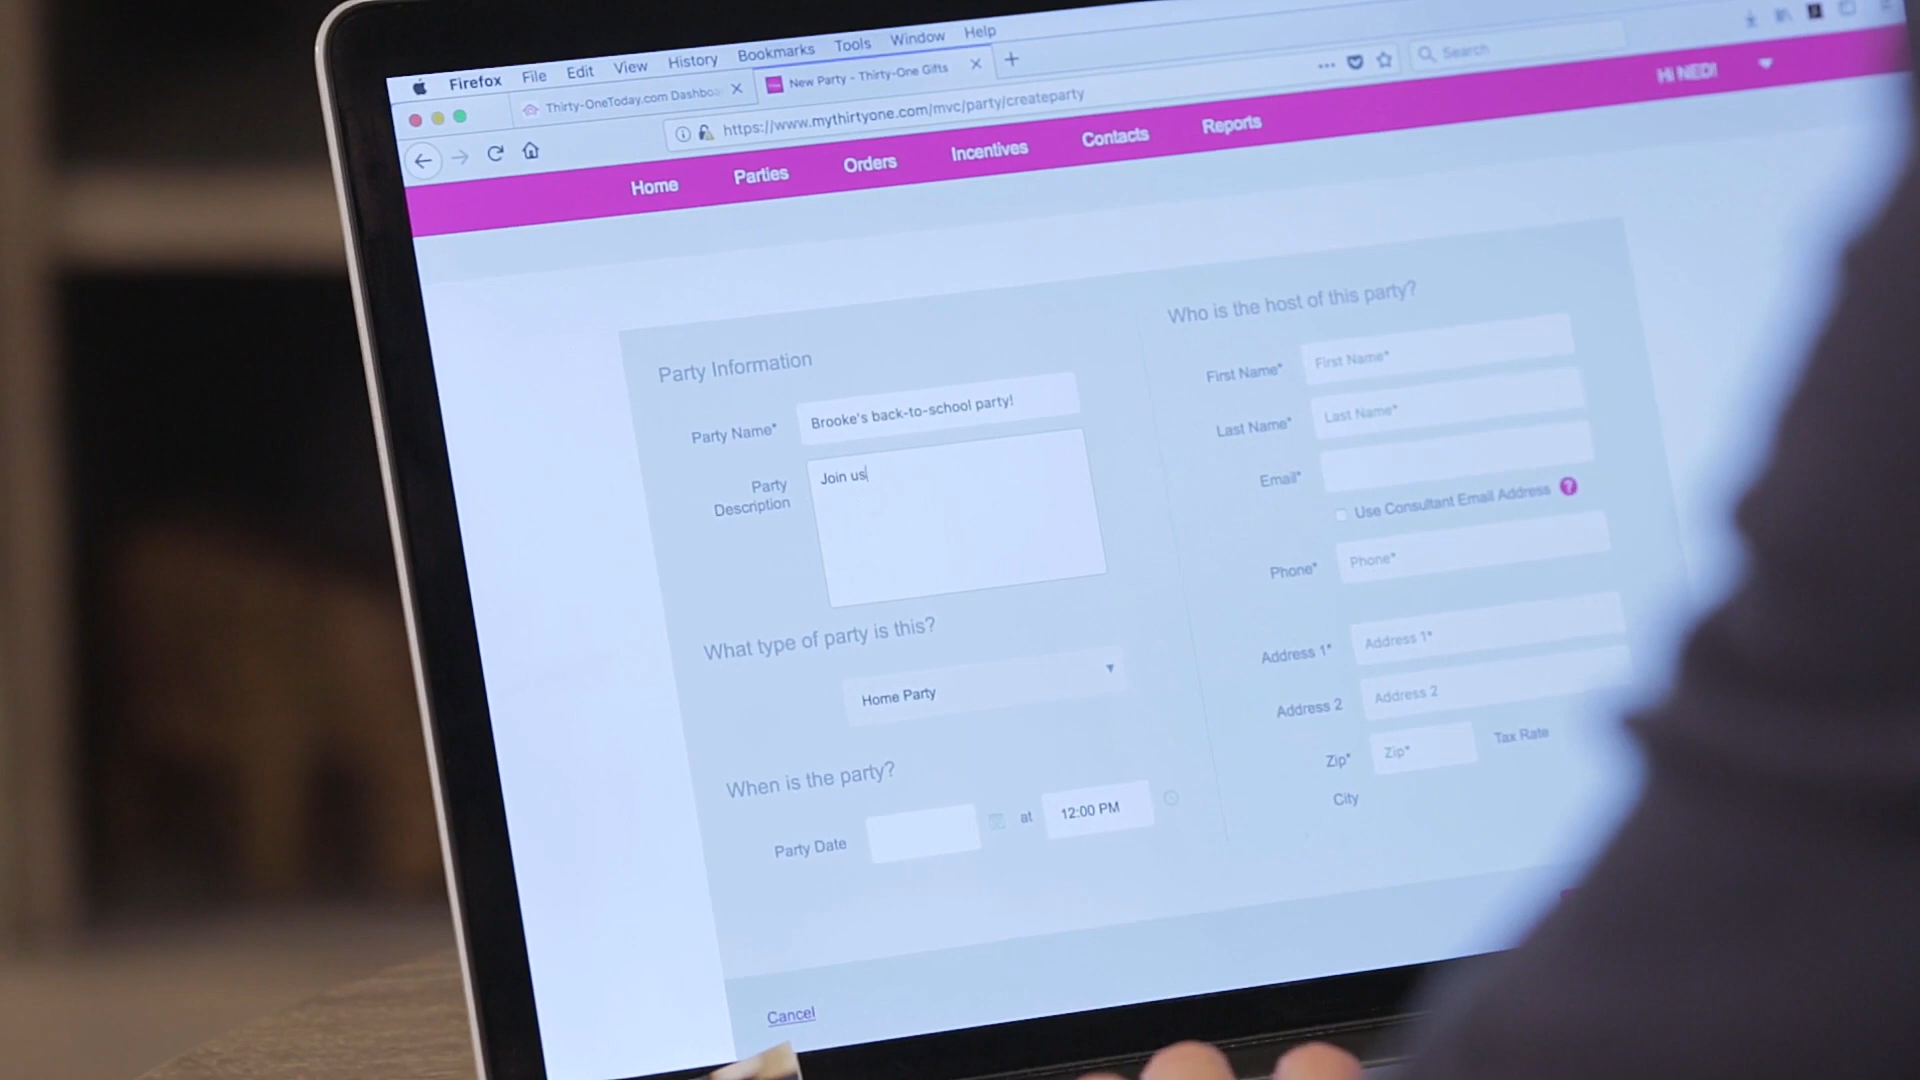 Firefox File Edit View History Bookmarks Tools Window Help
Thirty-OneToday.com Dashboa
New Party - Thirty-One Gifts
https://www.mythirtyone.com/mvc/party/createparty
Search
Home Parties Orders Incentives Contacts Reports
Hi NED!
Party Information
Party Name* Brooke's back-to-school party!
Party Description
Join us
What type of party is this?
Home Party
When is the party?
Party Date at 12:00 PM
Who is the host of this party?
First Name* First Name*
Last Name* Last Name*
Email*
Use Consultant Email Address ?
Phone* Phone*
Address 1* Address 1*
Address 2 Address 2
Zip* Zip* Tax Rate
City
Cancel